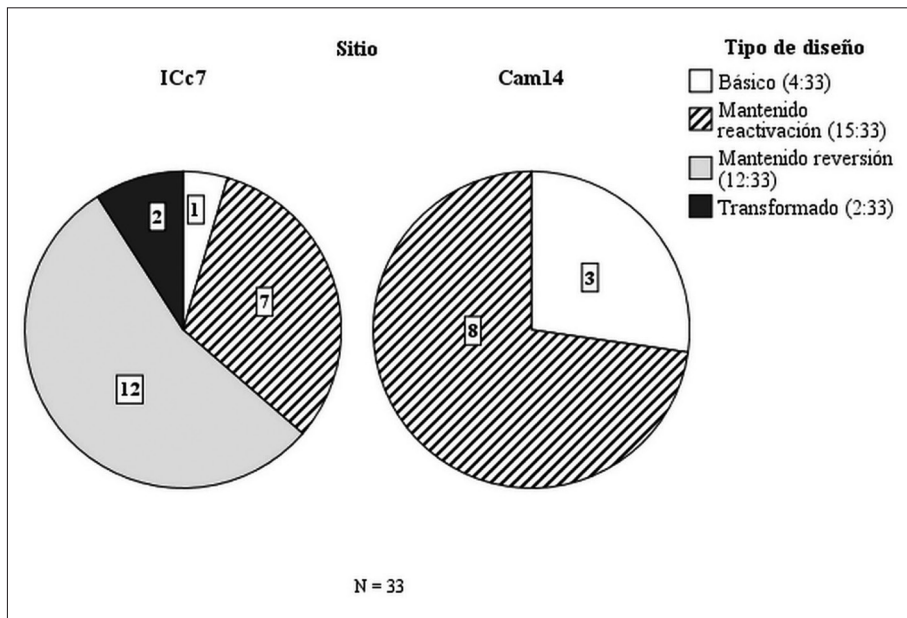 Sitio
ICc7
Cam14
Tipo de diseño
Básico (4:33)
Mantenido
reactivación (15:33)
Mantenido reversión
(12:33)
Transformado (2:33)
2
1
7
12
3
8
N = 33